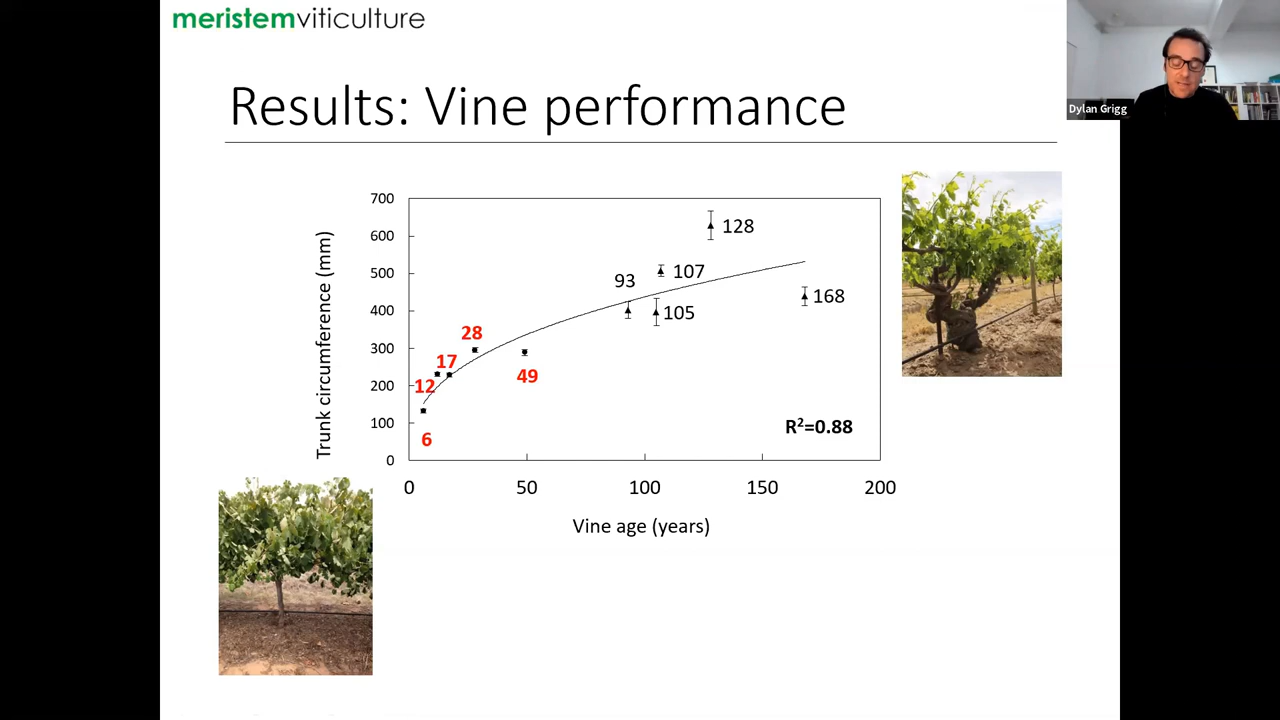 meristemviticulture
Dylan Grigg
Results: Vine performance
Trunk circumference (mm)
700
600
500
400
300
200
100
0
128
107
93
168
105
28
17
49
12
6
R²=0.88
0 50 100 150 200
Vine age (years)